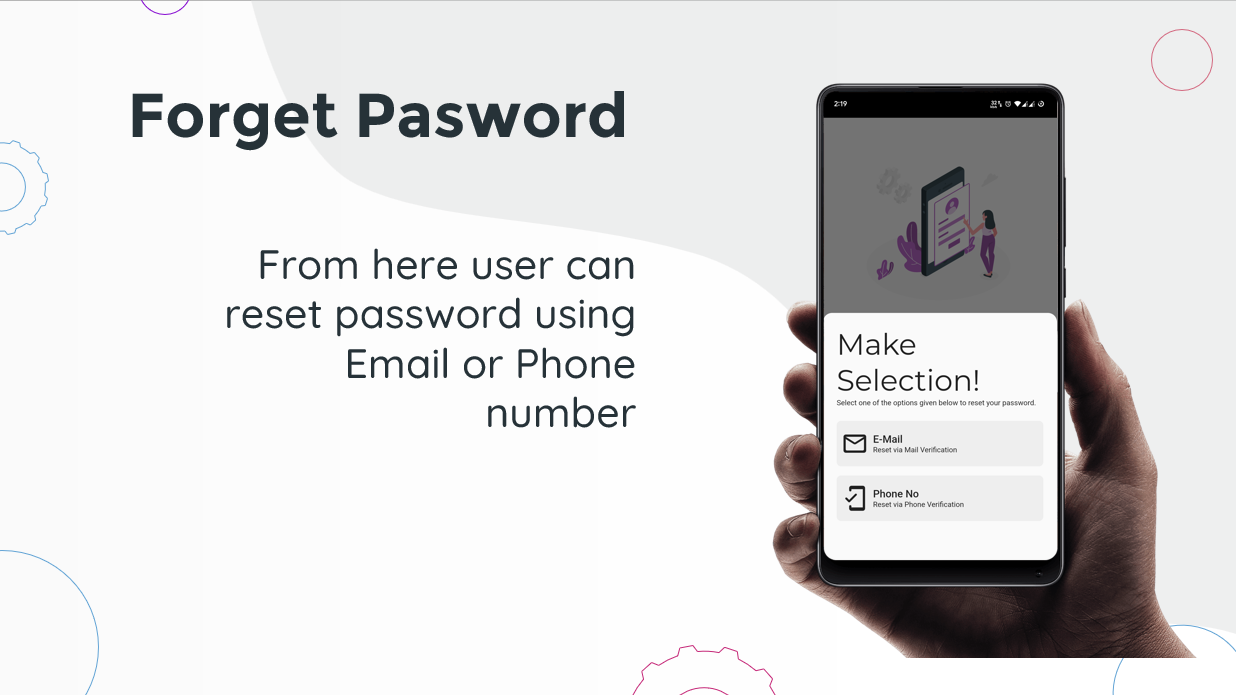 Forget Pasword
From here user can
reset password using
Email or Phone
number
2:19
Make
Selection!
Select one of the options given below to reset your password.
E-Mail
Reset via Mail Verification
Phone No
Reset via Phone Verification